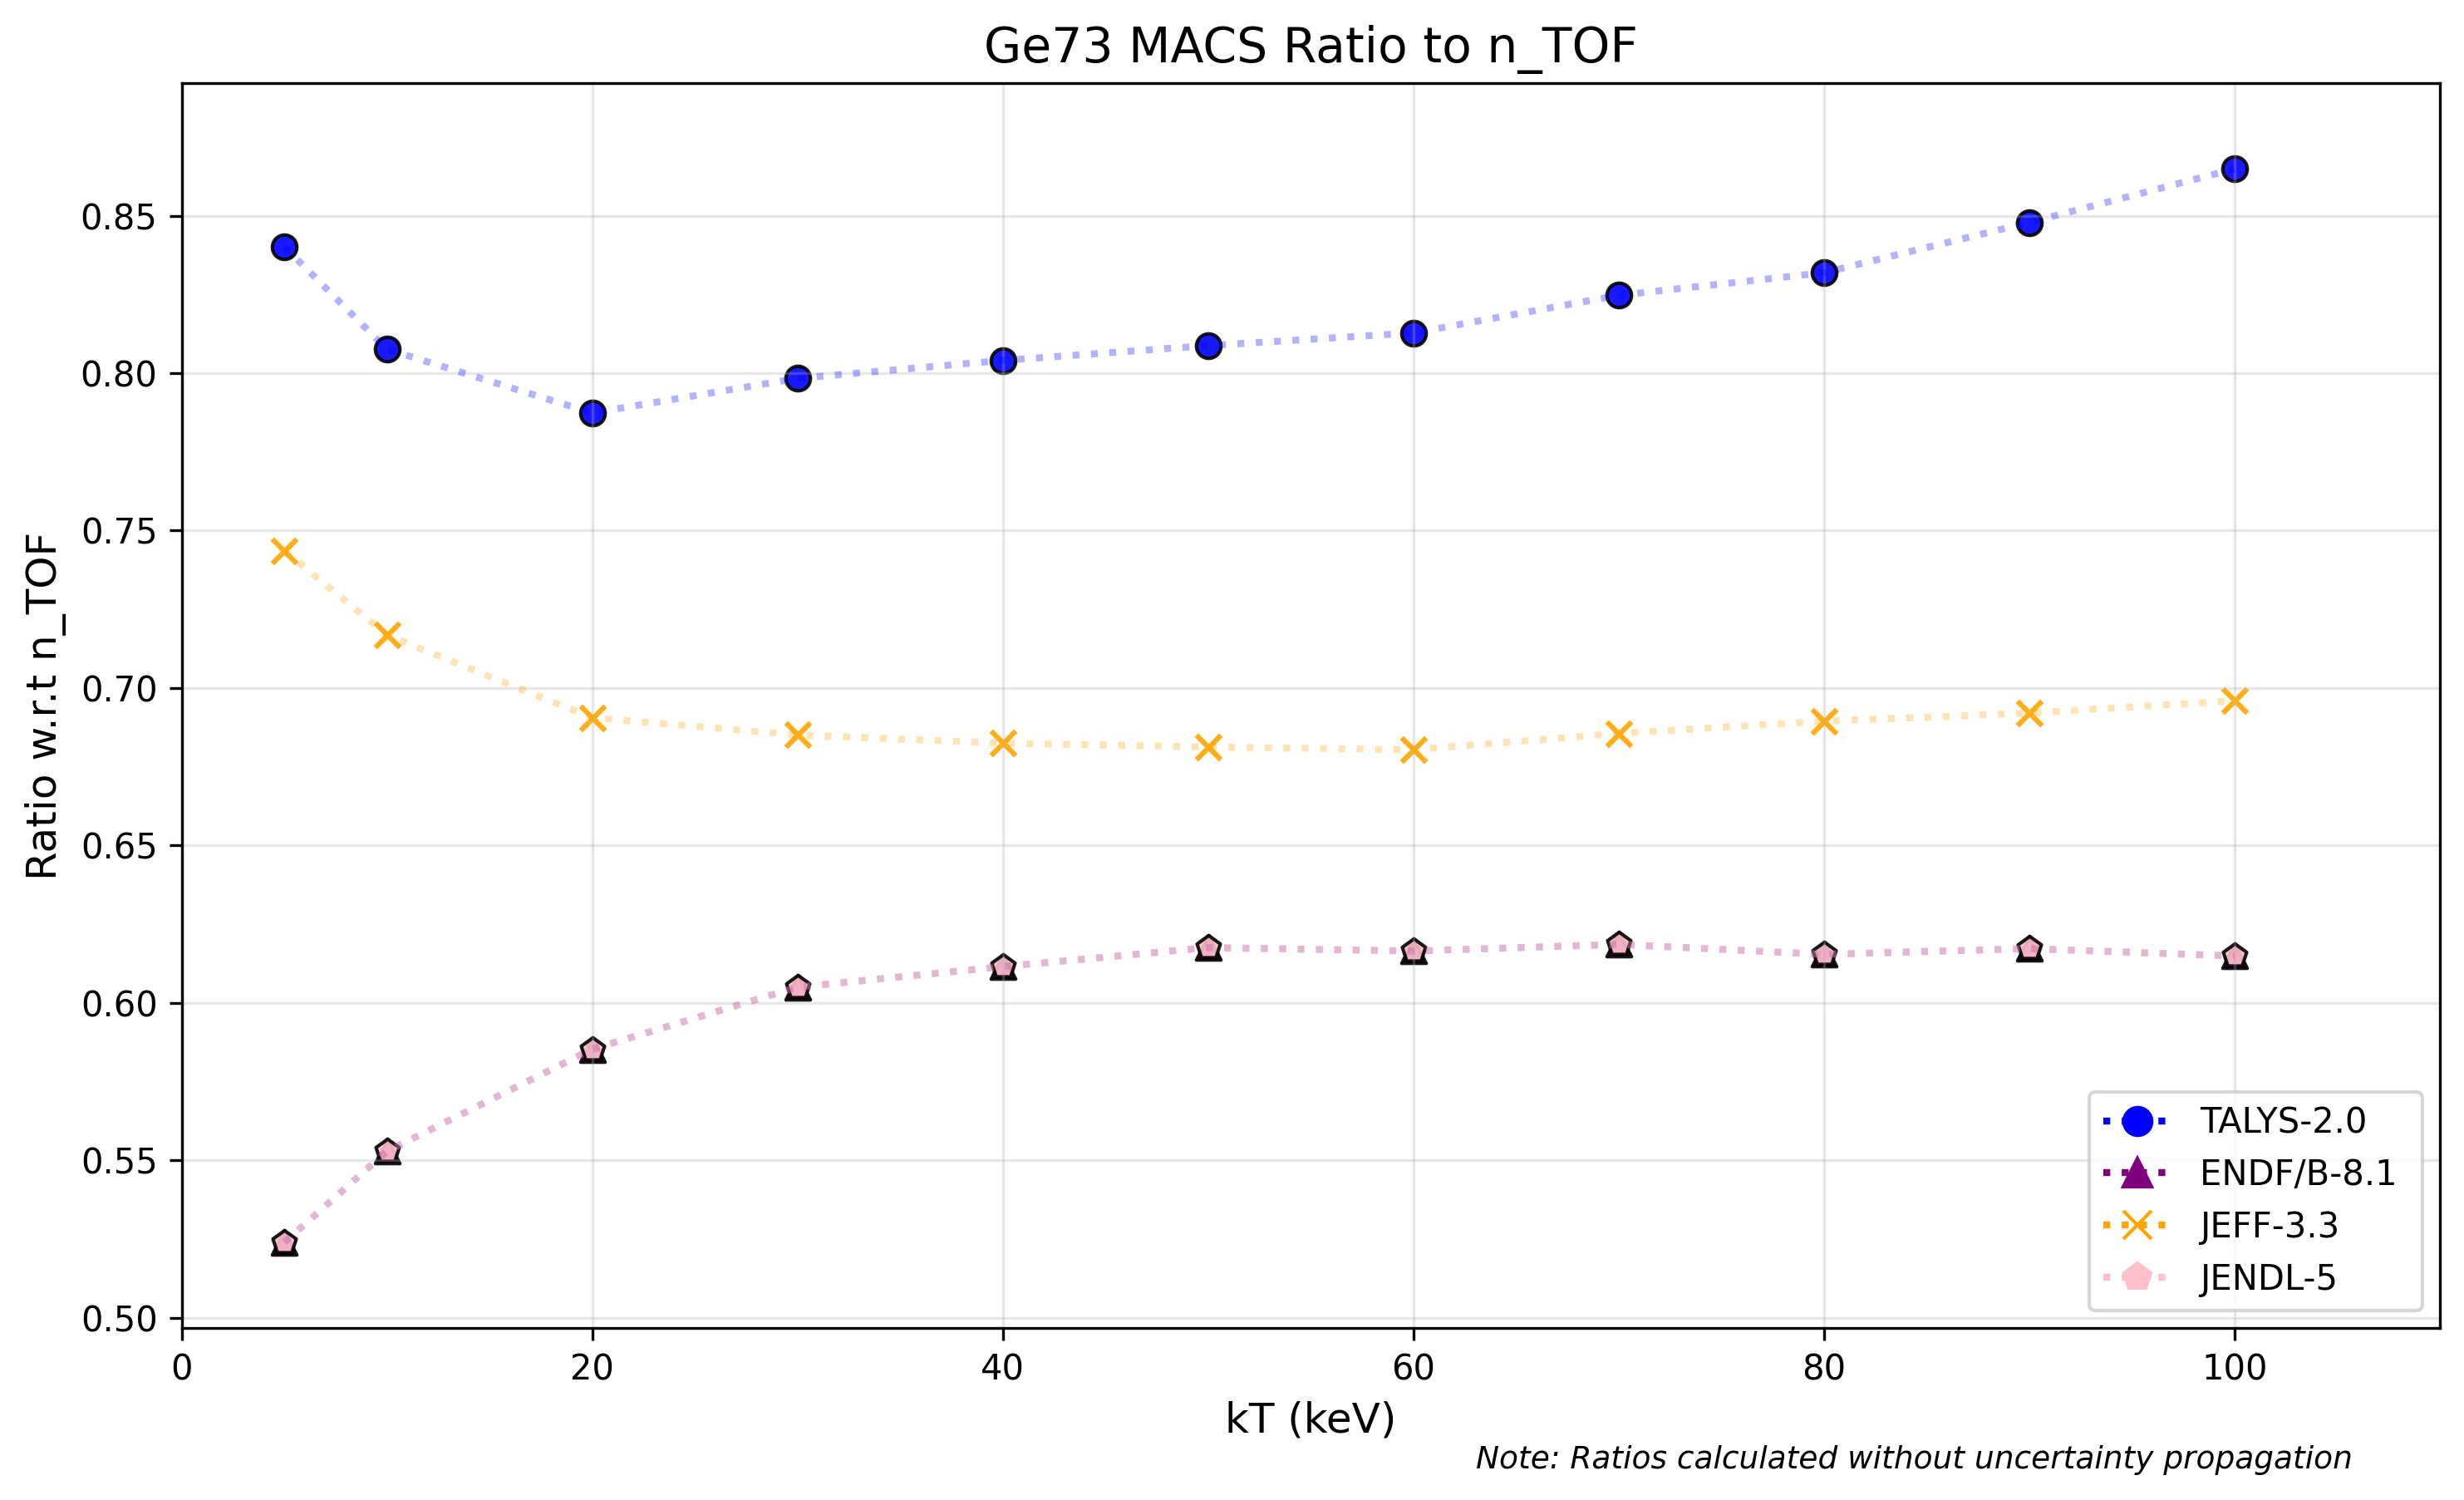 Ge73 MACS Ratio to n_TOF
Ratio w.r.t n_TOF
0.85
0.80
0.75
0.70
0.65
0.60
0.55
0.50
TALYS-2.0
ENDF/B-8.1
JEFF-3.3
JENDL-5
0
20
40
60
80
100
kT (keV)
Note: Ratios calculated without uncertainty propagation